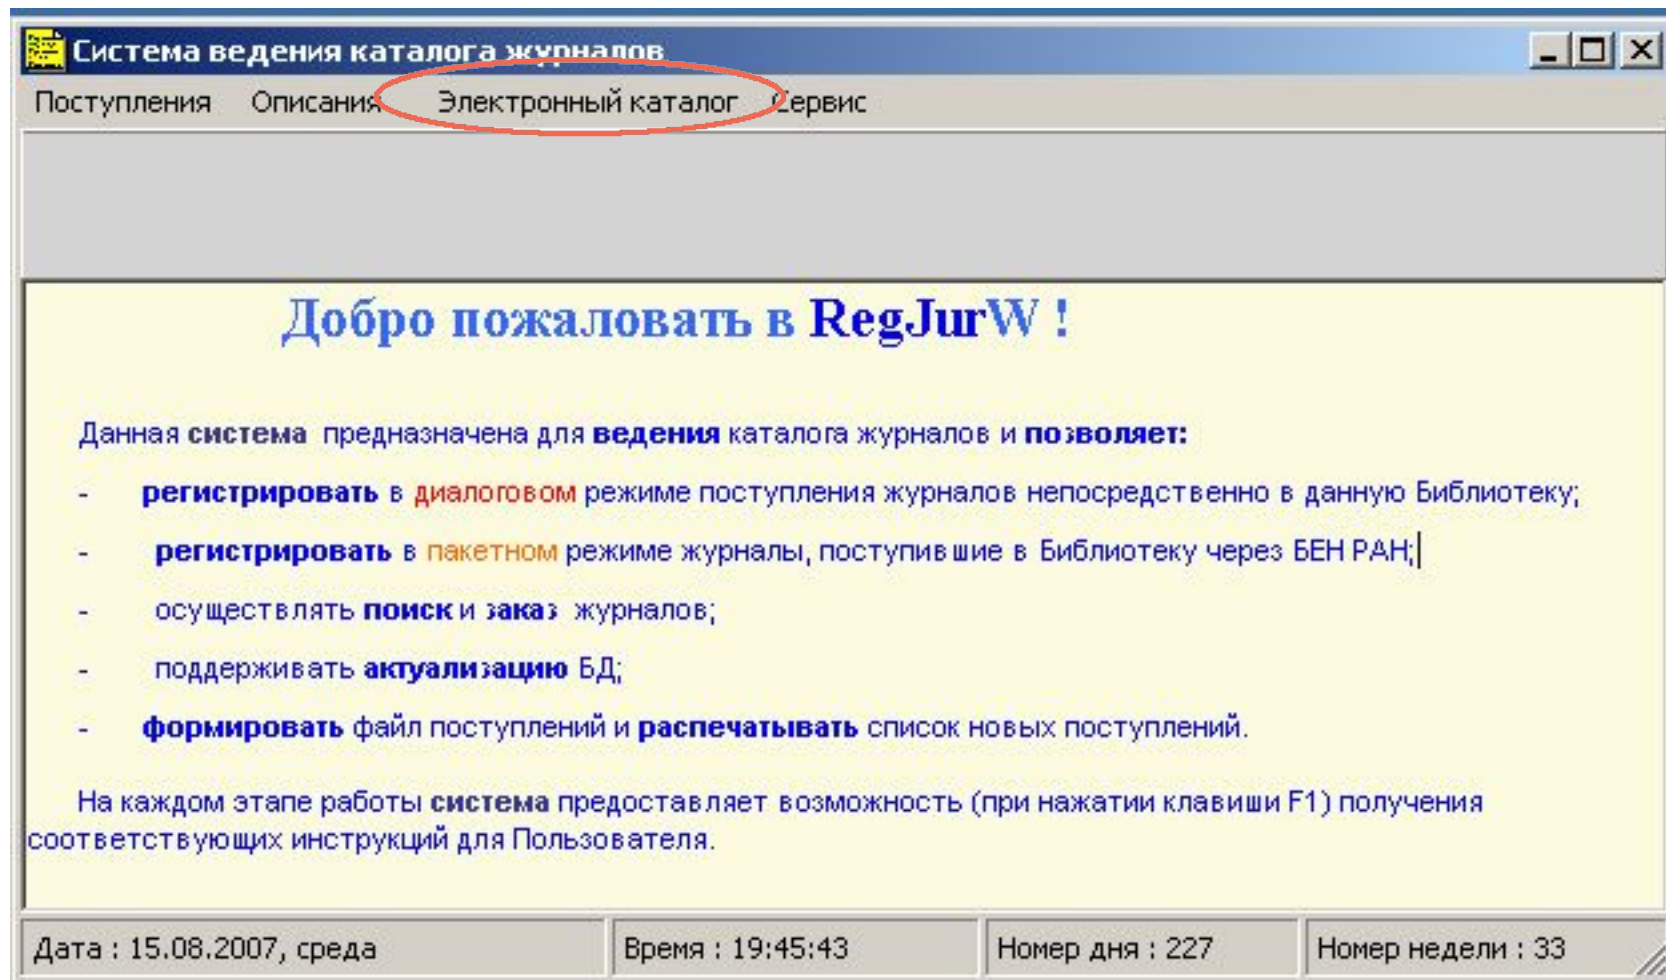 Система ведения каталога журналов
Поступления Описания Электронный каталог Сервис
Добро пожаловать в RegJurW !
Данная система предназначена для ведения каталога журналов и позволяет:
- регистрировать в диалоговом режиме поступления журналов непосредственно в данную Библиотеку;
- регистрировать в пакетном режиме журналы, поступившие в Библиотеку через БЕН РАН;
- осуществлять поиск и заказ журналов;
- поддерживать актуализацию БД;
- формировать файл поступлений и распечатывать список новых поступлений.
На каждом этапе работы система предоставляет возможность (при нажатии клавиши F1) получения
соответствующих инструкций для Пользователя.
Дата : 15.08.2007, среда Время : 19:45:43 Номер дня : 227 Номер недели : 33